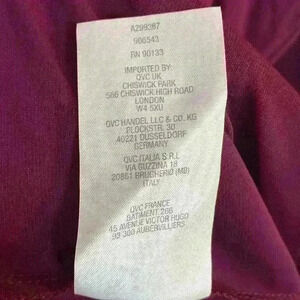 A299387
966543
RN 90133
IMPORTED BY:
QVC UK
CHISWICK PARK
566 CHISWICK HIGH ROAD
LONDON
W4 5XU
QVC HANDEL LLC & CO. KG
PLOCKSTR. 30
40221 DUSSELDORF
GERMANY
QVC ITALIA S.R.L
VIA GUZZINA 18
20861 BRUGHERIO (MB)
ITALY
QVC FRANCE
BATIMENT 266
45 AVENUE VICTOR HUGO
93 300 AUBERVILLIERS